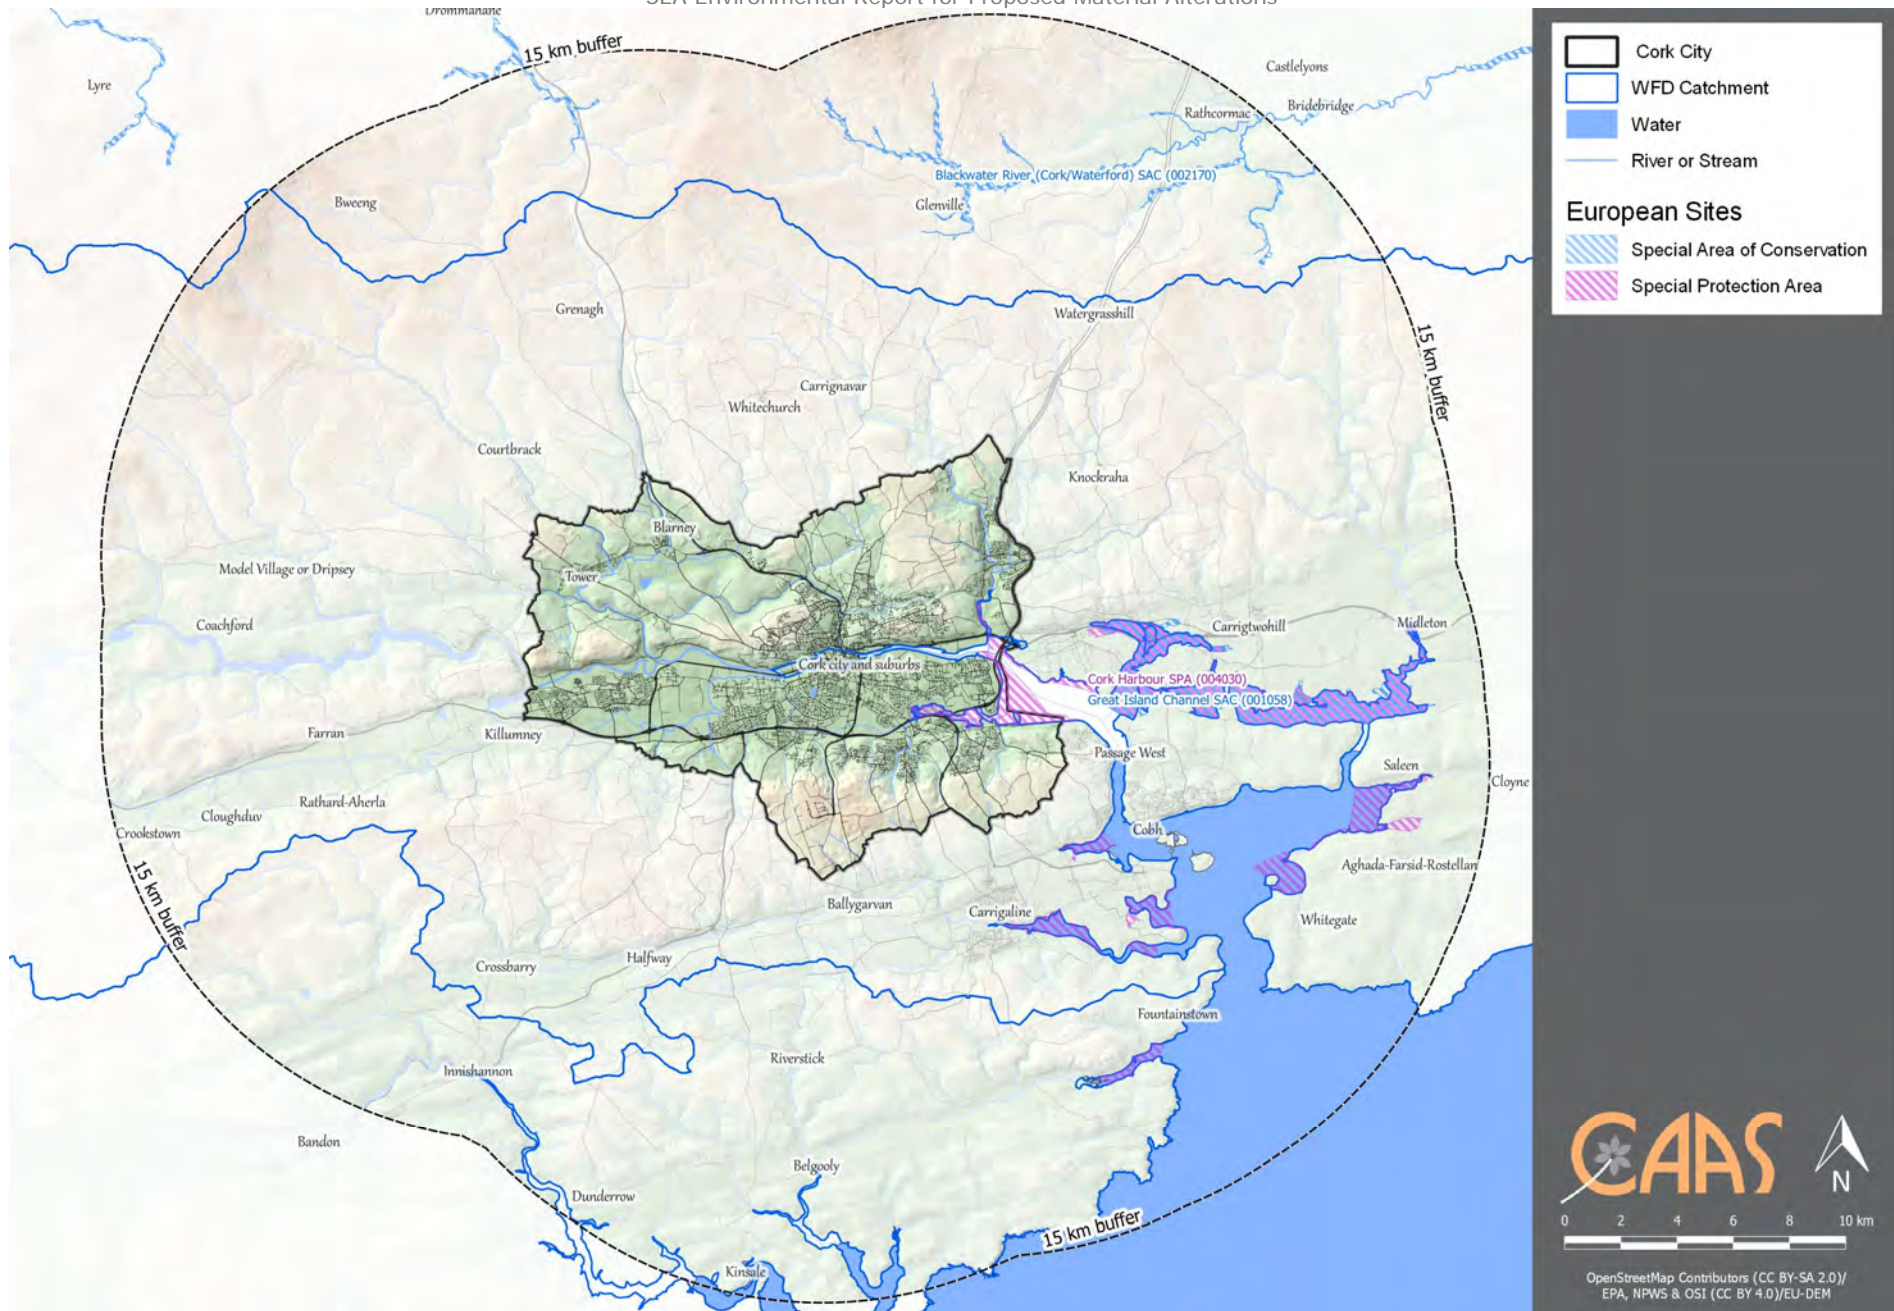 SEA Environmental Report for Proposed Material Alterations
Drommahane
15 km buffer
Lyre
Castlelyons
Rathcormac
Bridebridge
Blackwater River (Cork/Waterford) SAC (002170)
Bweeng
Glenville
Grenagh
Watergrasshill
15 km buffer
Carrignavar
Whitechurch
Courtbrack
Knockraha
Blarney
Model Village or Dripsey
Tower
Coachford
Carrigtwohill
Midleton
Cork city and suburbs
Cork Harbour SPA (004030)
Great Island Channel SAC (001058)
Farran
Killumney
Passage West
Saleen
Cloyne
Rathard-Aherla
Cloughduv
Crookstown
Cobh
Aghada-Farsid-Rostellan
15 km buffer
Ballygarvan
Carrigaline
Whitegate
Halfway
Crossbarry
Fountainstown
Riverstick
Innishannon
Bandon
Belgooly
Dunderrow
15 km buffer
Kinsale
Cork City
WFD Catchment
Water
River or Stream
European Sites
Special Area of Conservation
Special Protection Area
CAAS
N
0 2 4 6 8 10 km
OpenStreetMap Contributors (CC BY-SA 2.0)/
EPA, NPWS & OSI (CC BY 4.0)/EU-DEM